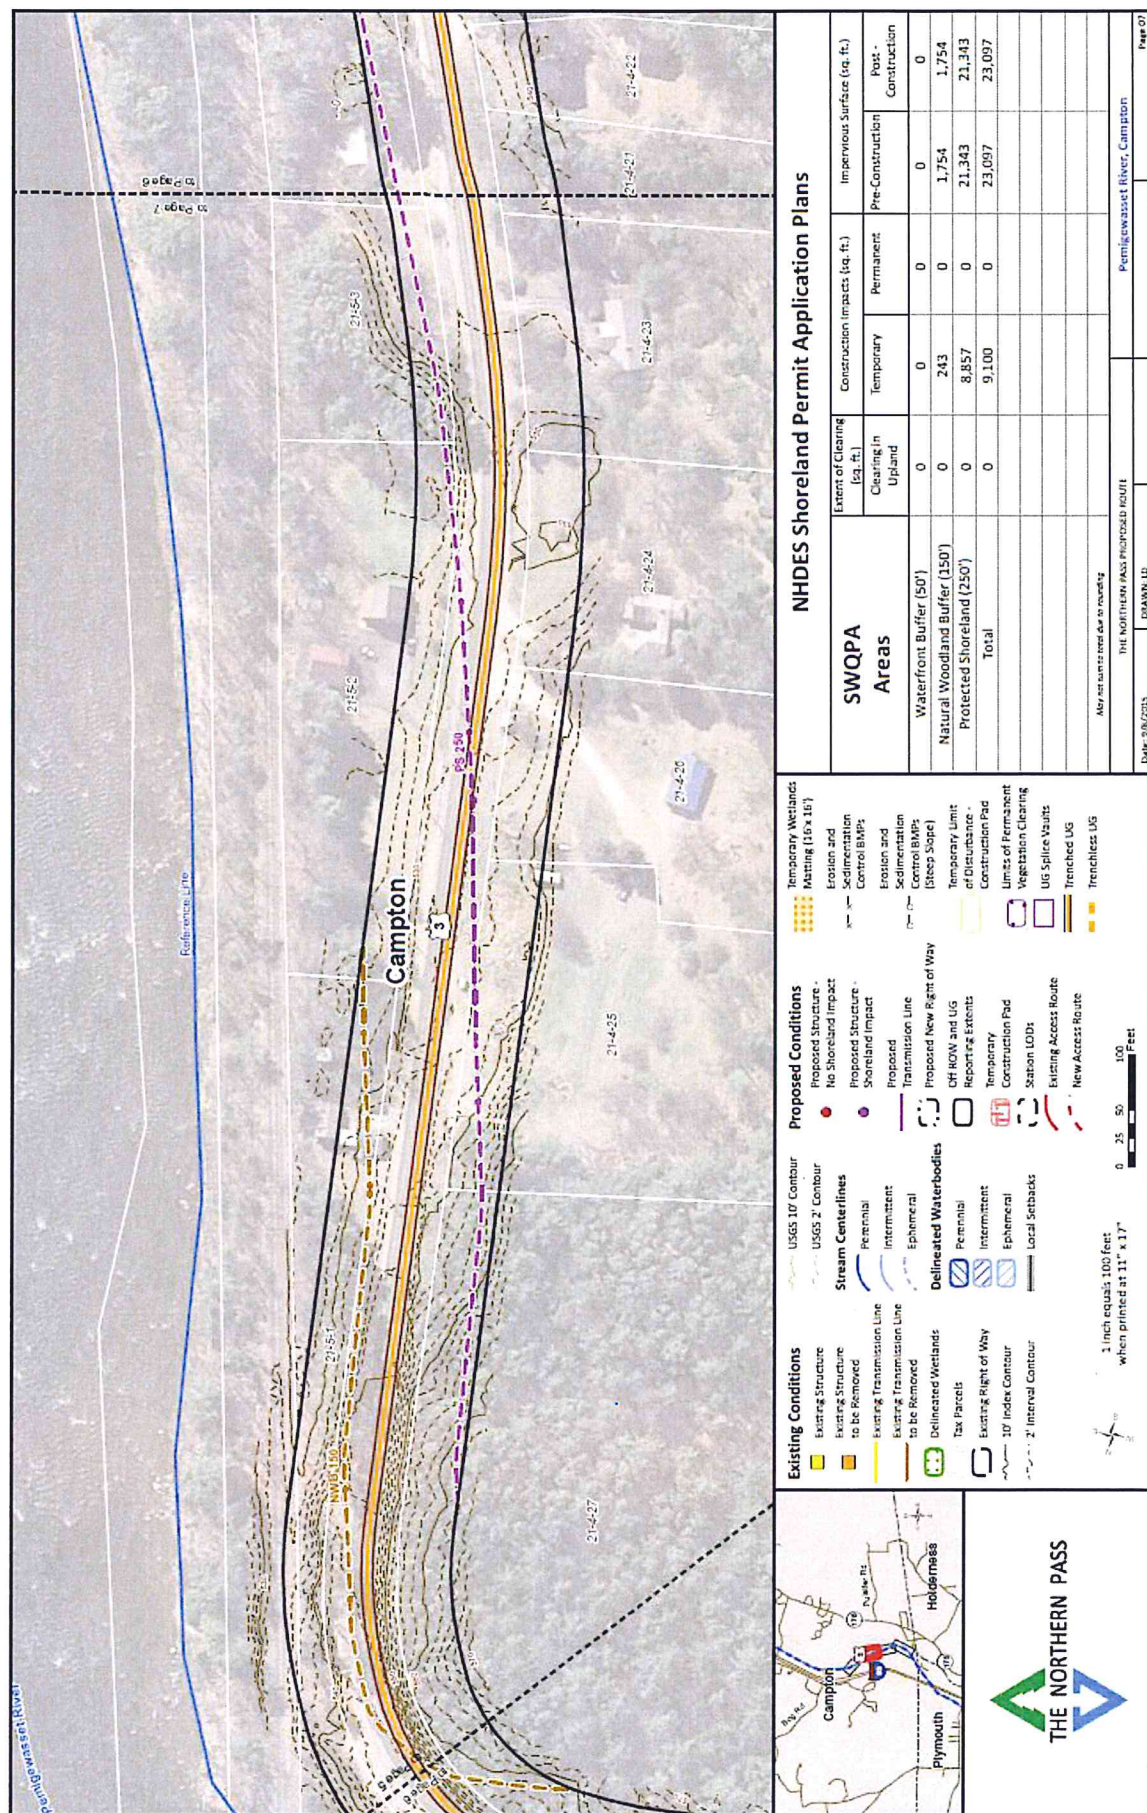 Pemigewasset River
Reference Line
to Page 6
to Page 7
to Page 5
21-5-3
21-5-2
21-5-1
21-4-22
21-4-21
21-4-23
21-4-24
21-4-20
21-4-25
21-4-27
PS_250
NWB_150
Campton
3
Existing Conditions
Existing Structure
Existing Structure
to be Removed
Existing Transmission Line
Existing Transmission Line
to be Removed
Delineated Wetlands
Tax Parcels
Existing Right of Way
10' Index Contour
2' Interval Contour
USGS 10' Contour
USGS 2' Contour
Stream Centerlines
Perennial
Intermittent
Ephemeral
Delineated Waterbodies
Perennial
Intermittent
Ephemeral
Local Setbacks
Proposed Conditions
Proposed Structure -
No Shoreland Impact
Proposed Structure -
Shoreland Impact
Proposed
Transmission Line
Proposed New Right of Way
Off ROW and UG
Reporting Extents
Temporary
Construction Pad
Station LODs
Existing Access Route
New Access Route
Temporary Wetlands
Matting (16'x 16')
Erosion and
Sedimentation
Control BMPs
Erosion and
Sedimentation
Control BMPs
(Steep Slope)
Temporary Limit
of Disturbance -
Construction Pad
Limits of Permanent
Vegetation Clearing
UG Splice Vaults
Trenched UG
Trenchless UG
1 inch equals 100 feet
when printed at 11" x 17"
0 25 50 100
Feet
Campton
Plymouth
Holderness
175
THE NORTHERN PASS
NHDES Shoreland Permit Application Plans
SWQPA
Areas
Extent of Clearing
(sq. ft.)
Construction Impacts (sq. ft.)
Impervious Surface (sq. ft.)
Clearing in
Upland
Temporary
Permanent
Pre-Construction
Post -
Construction
Waterfront Buffer (50') 0 0 0 0 0
Natural Woodland Buffer (150') 0 243 0 1,754 1,754
Protected Shoreland (250') 0 8,857 0 21,343 21,343
Total 0 9,100 0 23,097 23,097
May not sum to total due to rounding
THE NORTHERN PASS PROPOSED ROUTE
Pemigewasset River, Campton
DRAWN: LD
Page 07